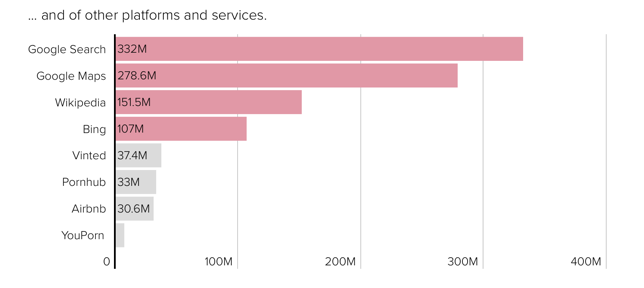 ... and of other platforms and services.
Google Search 332M
Google Maps 278.6M
Wikipedia 151.5M
Bing 107M
Vinted 37.4M
Pornhub 33M
Airbnb 30.6M
YouPorn
0 100M 200M 300M 400M